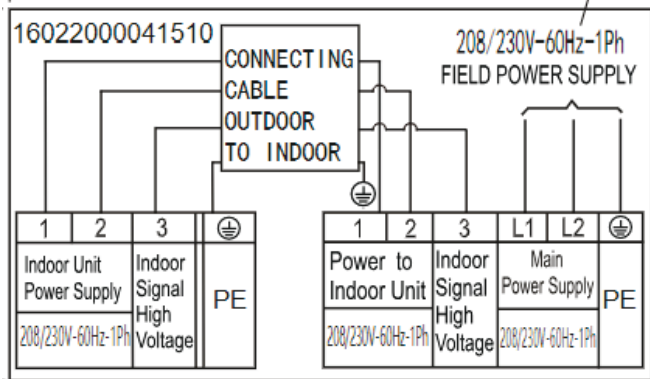 16022000041510
208/230V-60Hz-1Ph
FIELD POWER SUPPLY
CONNECTING
CABLE
OUTDOOR
TO INDOOR
1 2 3
Indoor Unit
Power Supply
208/230V-60Hz-1Ph
Indoor
Signal
High
Voltage
PE
1 2 3 L1 L2
Power to
Indoor Unit
208/230V-60Hz-1Ph
Indoor
Signal
High
Voltage
Main
Power Supply
208/230V-60Hz-1Ph
PE